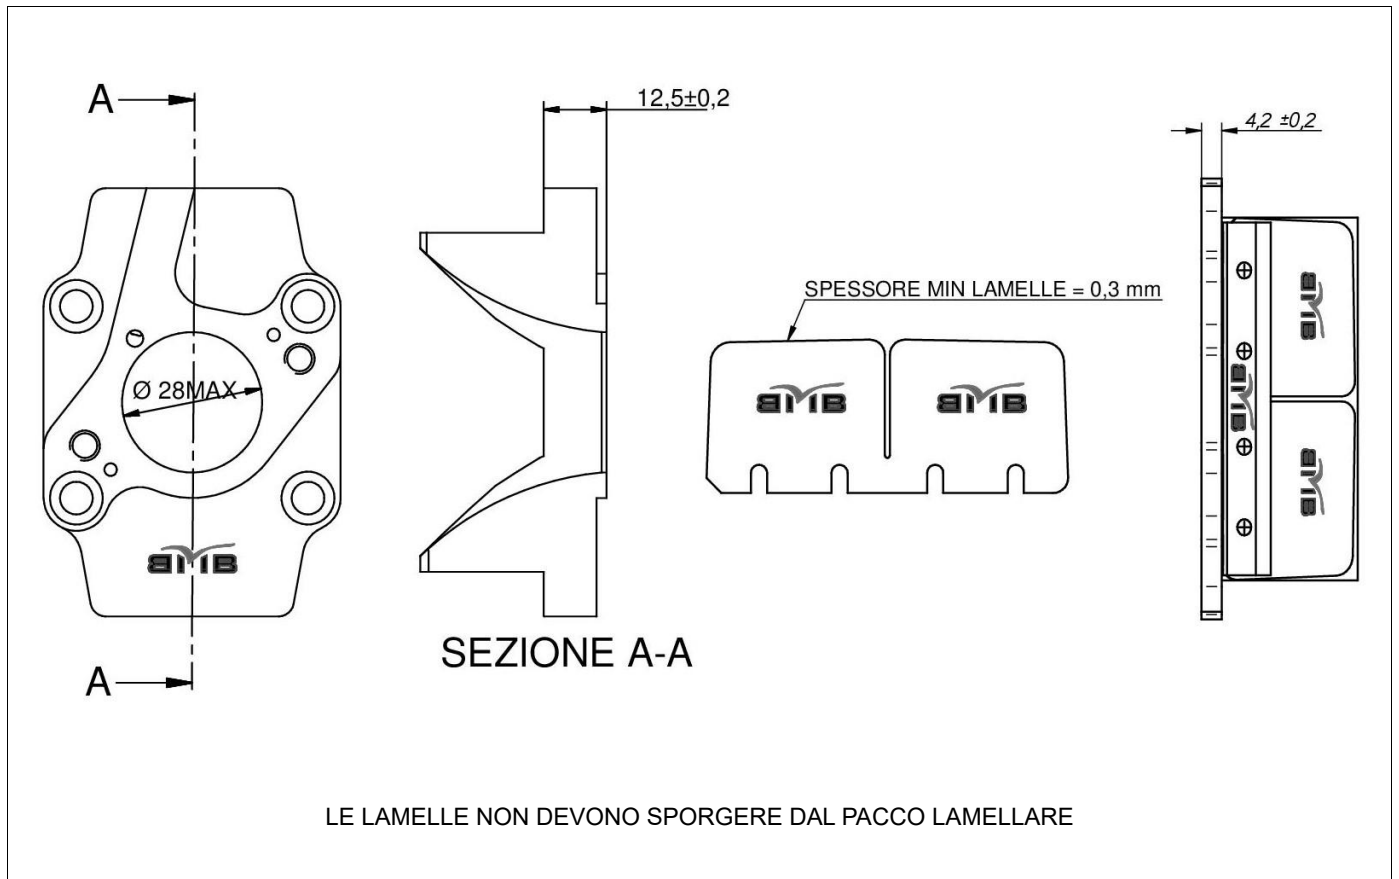 A
12,5±0,2
4,2 ±0,2
SPESSORE MIN LAMELLE = 0,3 mm
Ø 28MAX
BMB
BMB
BMB
BMB
BMB
BMB
SEZIONE A-A
A
LE LAMELLE NON DEVONO SPORGERE DAL PACCO LAMELLARE